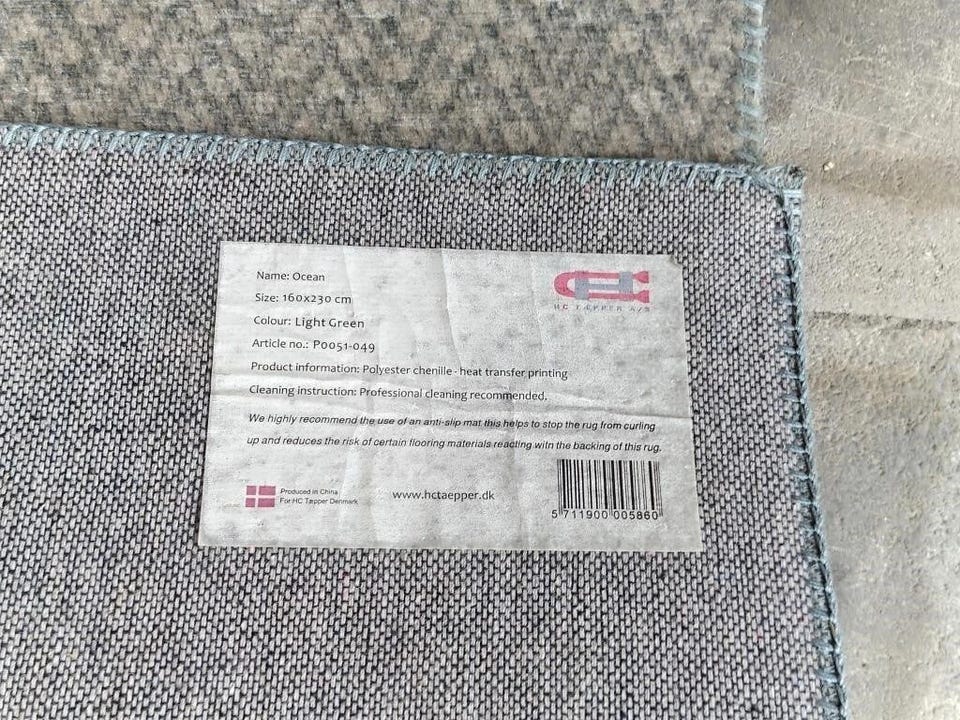 Name: Ocean
Size: 160x230 cm
Colour: Light Green
Article no.: P0051-049
Product information: Polyester chenille - heat transfer printing
Cleaning instruction: Professional cleaning recommended.
We highly recommend the use of an anti-slip mat this helps to stop the rug from curling
up and reduces the risk of certain flooring materials reacting with the backing of this rug.
HC TÆPPER A/S
Produced in China
For HC Tæpper Denmark
www.hctaepper.dk
5 711900 005860